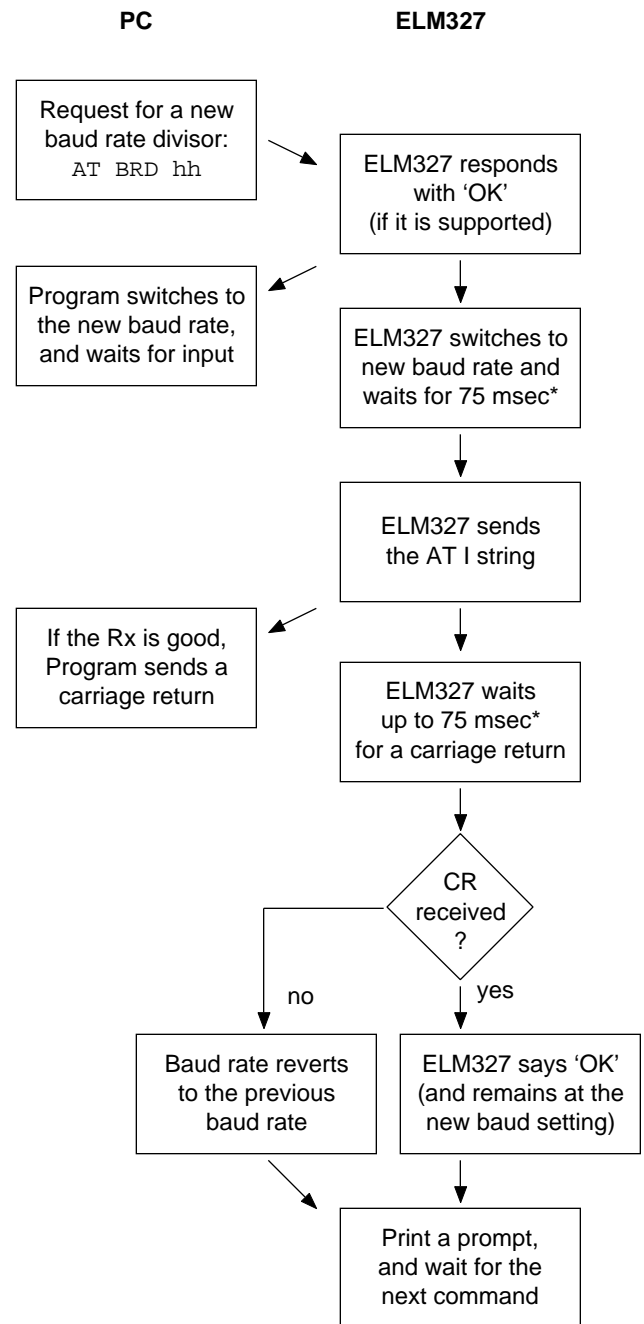 PC
ELM327
Request for a new
baud rate divisor:
AT BRD hh
ELM327 responds
with ‘OK’
(if it is supported)
Program switches to
the new baud rate,
and waits for input
ELM327 switches to
new baud rate and
waits for 75 msec*
ELM327 sends
the AT I string
If the Rx is good,
Program sends a
carriage return
ELM327 waits
up to 75 msec*
for a carriage return
CR
received
?
no
yes
Baud rate reverts
to the previous
baud rate
ELM327 says ‘OK’
(and remains at the
new baud setting)
Print a prompt,
and wait for the
next command